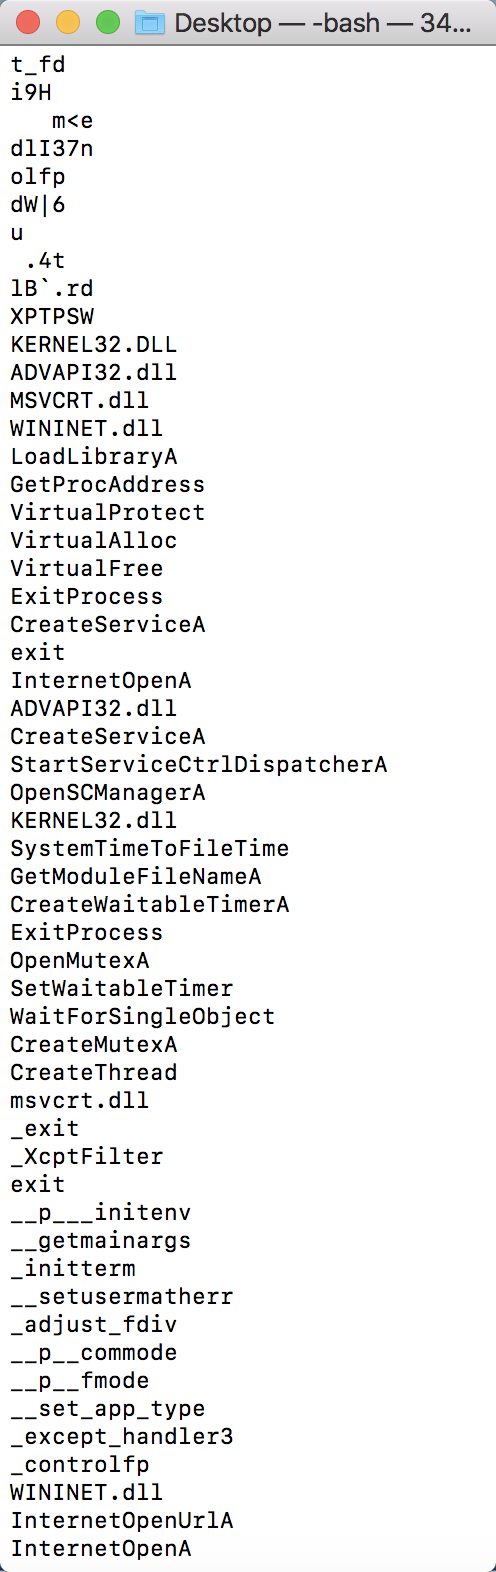 Desktop — -bash — 34...
t_fd
i9H
   m<e
dlI37n
olfp
dW|6
u
 .4t
lB`.rd
XPTPSW
KERNEL32.DLL
ADVAPI32.dll
MSVCRT.dll
WININET.dll
LoadLibraryA
GetProcAddress
VirtualProtect
VirtualAlloc
VirtualFree
ExitProcess
CreateServiceA
exit
InternetOpenA
ADVAPI32.dll
CreateServiceA
StartServiceCtrlDispatcherA
OpenSCManagerA
KERNEL32.dll
SystemTimeToFileTime
GetModuleFileNameA
CreateWaitableTimerA
ExitProcess
OpenMutexA
SetWaitableTimer
WaitForSingleObject
CreateMutexA
CreateThread
msvcrt.dll
_exit
_XcptFilter
exit
__p___initenv
__getmainargs
_initterm
__setusermatherr
_adjust_fdiv
__p__commode
__p__fmode
__set_app_type
_except_handler3
_controlfp
WININET.dll
InternetOpenUrlA
InternetOpenA